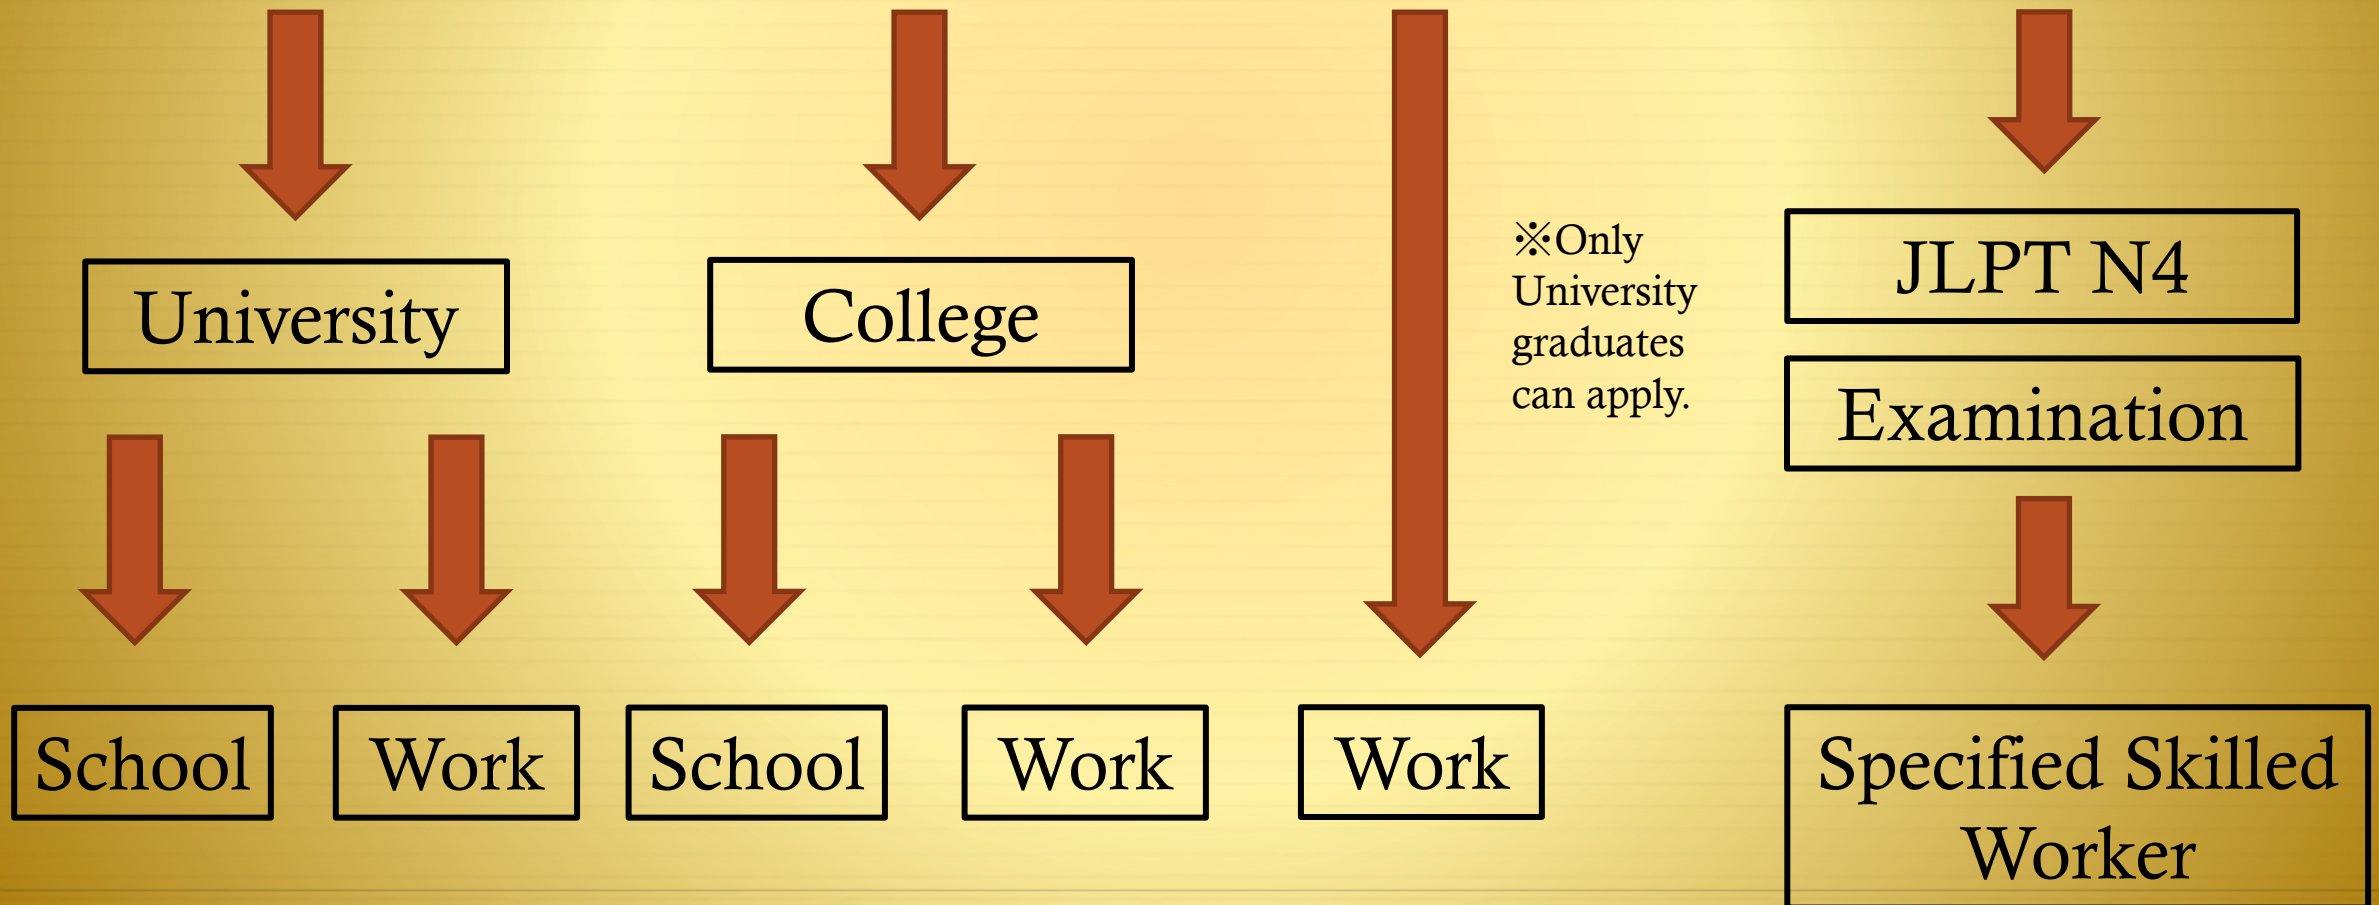 University
College
※Only
University
graduates
can apply.
JLPT N4
Examination
School
Work
School
Work
Work
Specified Skilled
Worker